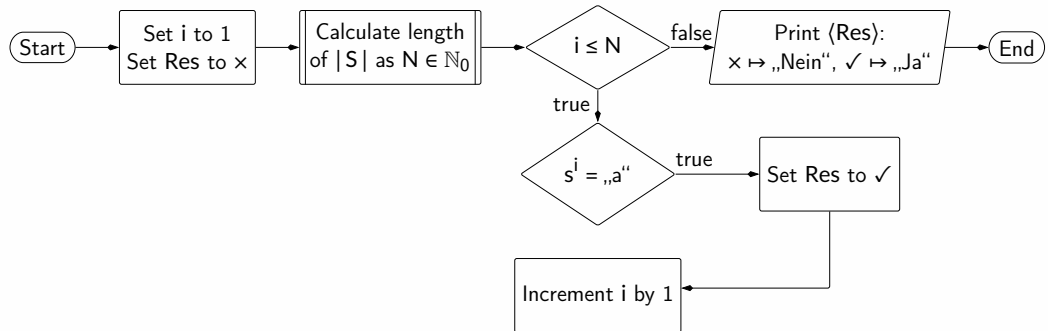 Start
Set i to 1
Set Res to ×
Calculate length
of |S| as N ∈ ℕ₀
i ≤ N
false
Print ⟨Res⟩:
× ↦ „Nein“, ✓ ↦ „Ja“
End
true
sⁱ = „a“
true
Set Res to ✓
Increment i by 1